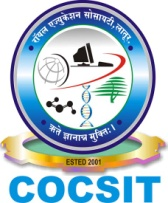 रॉयल एज्युकेशन सोसायटी, लातूर.
ऋते ज्ञानान्न मुक्तिः।
ESTED 2001
COCSIT